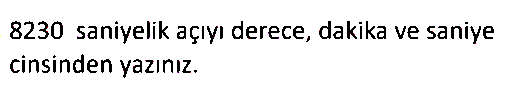 8230 saniyelik açıyı derece, dakika ve saniye
cinsinden yazınız.